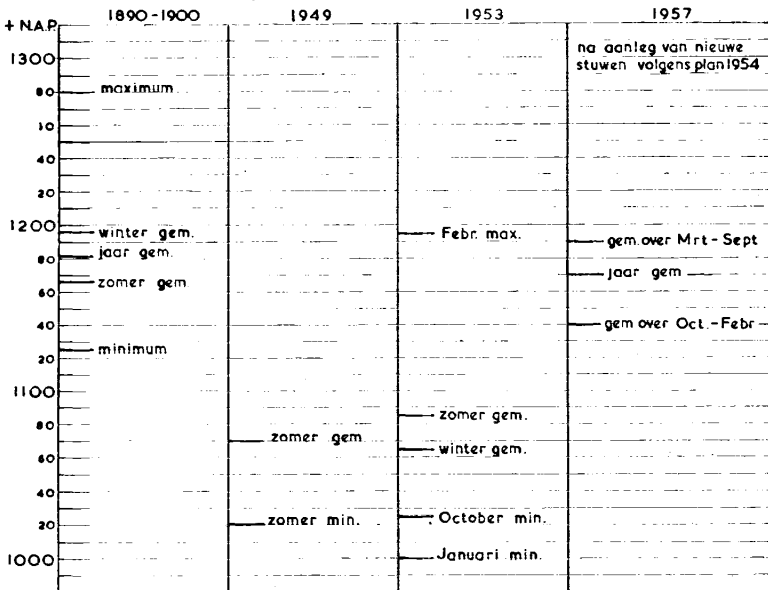 + N.A.P.
1890-1900
1949
1953
1957
1300
80
60
40
20
1200
80
60
40
20
1100
80
60
40
20
1000
maximum
winter gem.
jaar gem.
zomer gem
minimum
zomer gem
zomer min.
Febr. max.
zomer gem.
winter gem.
October min.
Januari min.
na aanleg van nieuwe
stuwen volgens plan 1954
gem. over Mrt-Sept
jaar gem
gem over Oct.-Febr